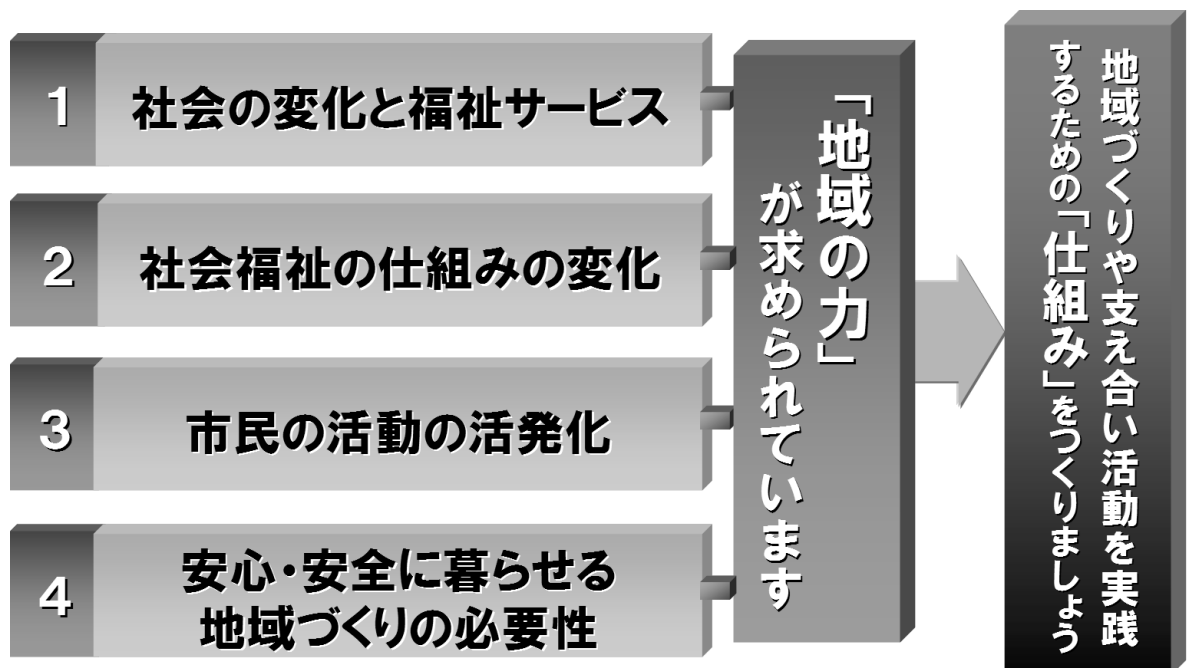 1
社会の変化と福祉サービス
2
社会福祉の仕組みの変化
3
市民の活動の活発化
4
安心・安全に暮らせる
地域づくりの必要性
「地域の力」
が求められています
地域づくりや支え合い活動を実践
するための「仕組み」をつくりましょう